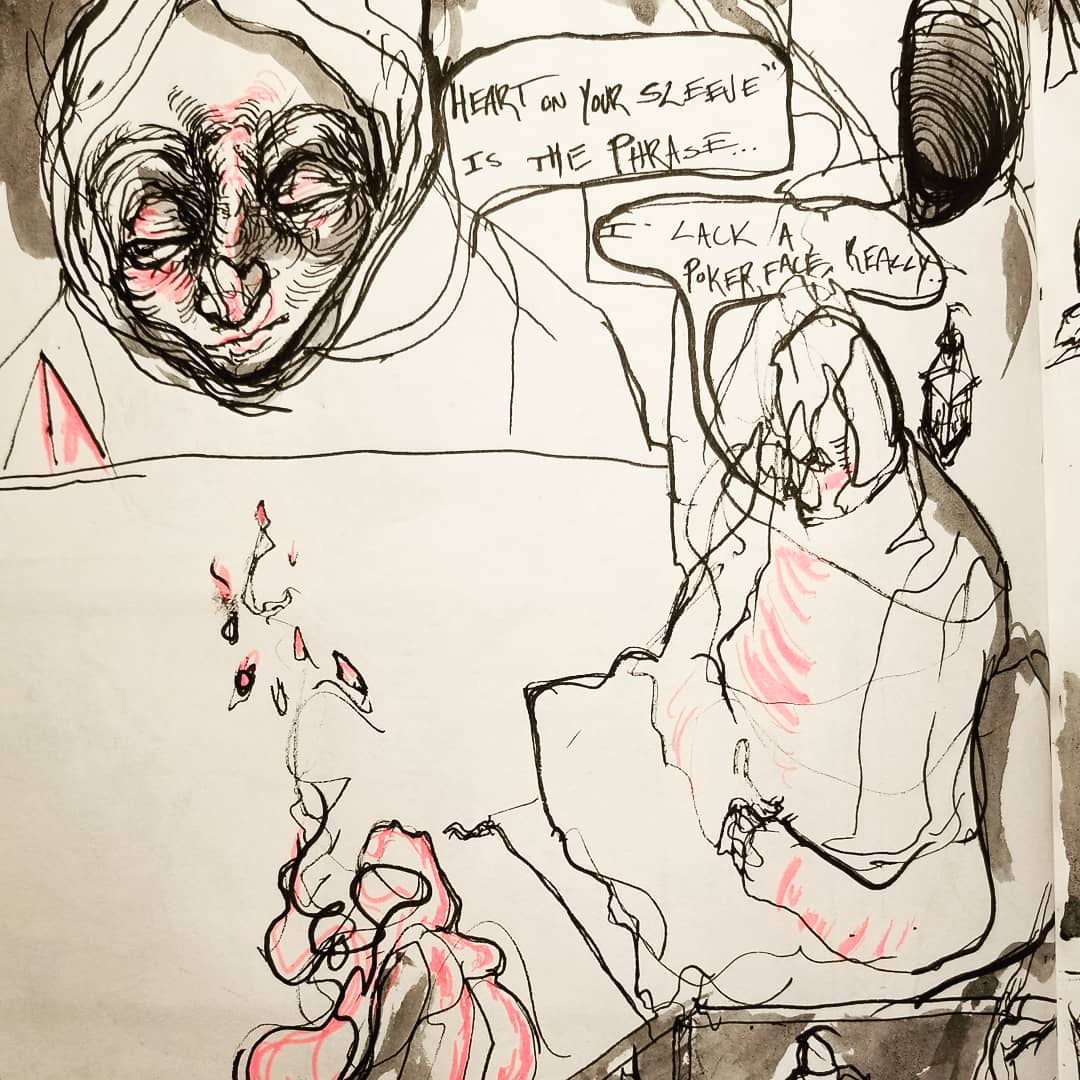 HEART ON YOUR SLEEVE"
IS THE PHRASE...
I LACK A
POKER FACE, REALLY.